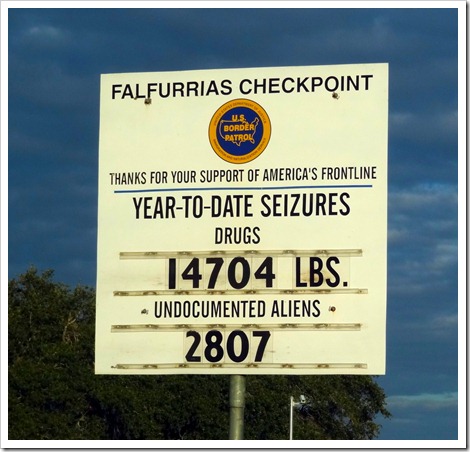 FALFURRIAS CHECKPOINT
U.S.
BORDER
PATROL
THANKS FOR YOUR SUPPORT OF AMERICA'S FRONTLINE
YEAR-TO-DATE SEIZURES
DRUGS
14704 LBS.
UNDOCUMENTED ALIENS
2807